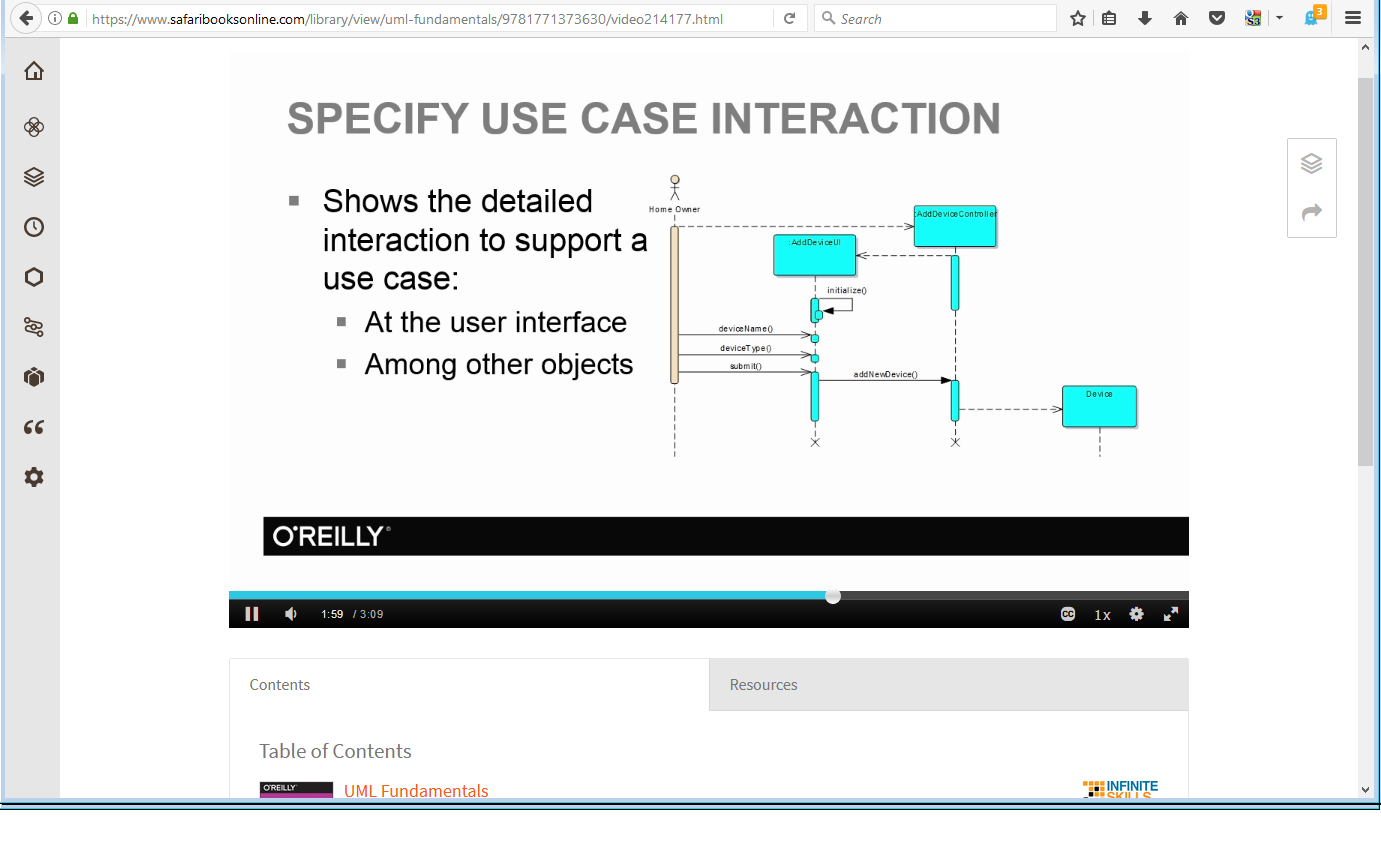 https://www.safaribooksonline.com/library/view/uml-fundamentals/9781771373630/video214177.html
Search
3
SPECIFY USE CASE INTERACTION
Shows the detailed
interaction to support a
use case:
At the user interface
Among other objects
Home Owner
:AddDeviceController
:AddDeviceUI
initialize()
deviceName()
deviceType()
submit()
addNewDevice()
Device
O'REILLY®
1:59 / 3:09
CC
1x
Contents
Resources
Table of Contents
O'REILLY
UML Fundamentals
INFINITE
SKILLS